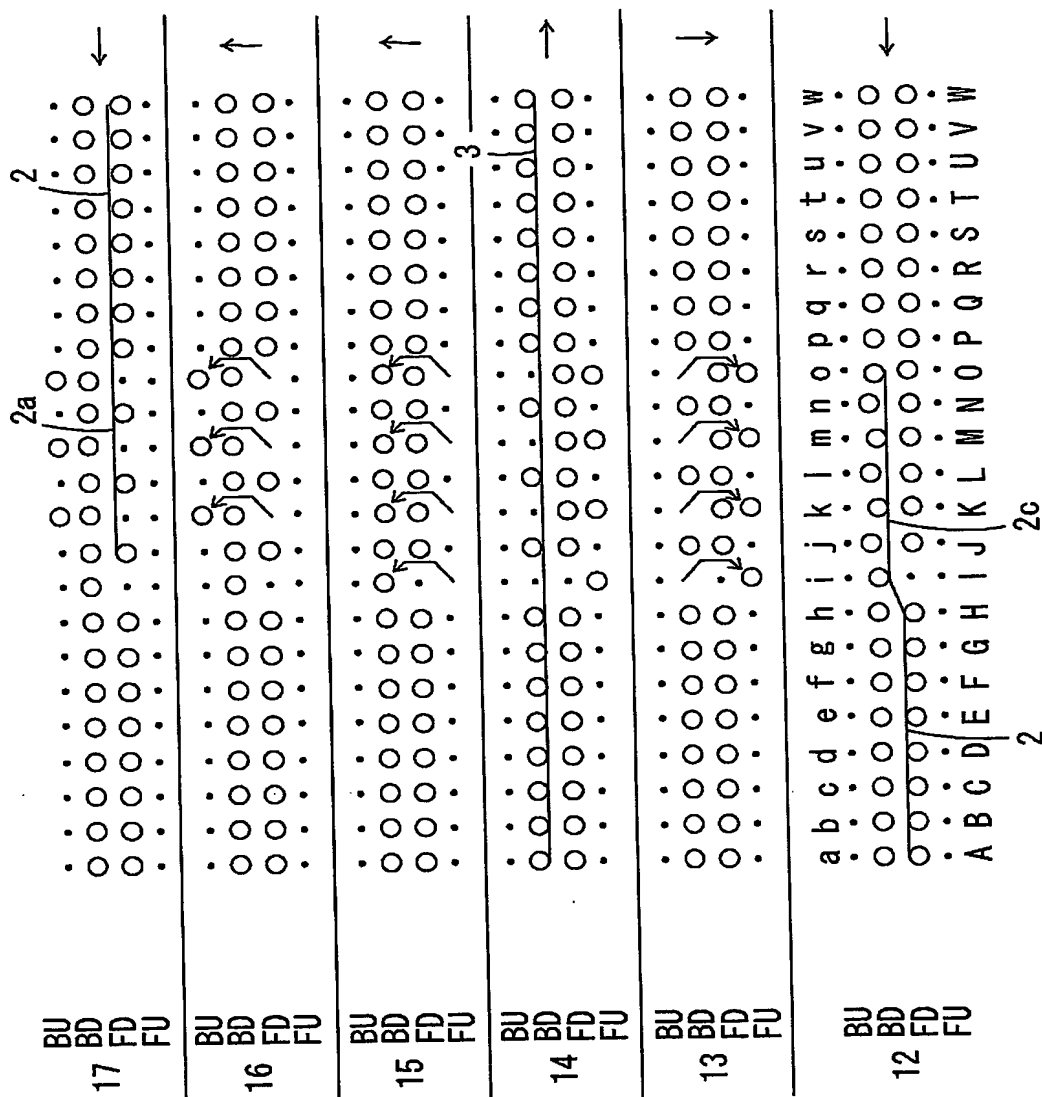 2
2a
BU
BD
17
FD
FU
←
BU
BD
16
FD
FU
↑
BU
BD
15
FD
FU
↑
3
BU
BD
14
FD
FU
→
BU
BD
13
FD
FU
↓
a b c d e f g h i j k l m n o p q r s t u v w
BU
BD
12
FD
FU
←
A B C D E F G H I J K L M N O P Q R S T U V W
2
2c